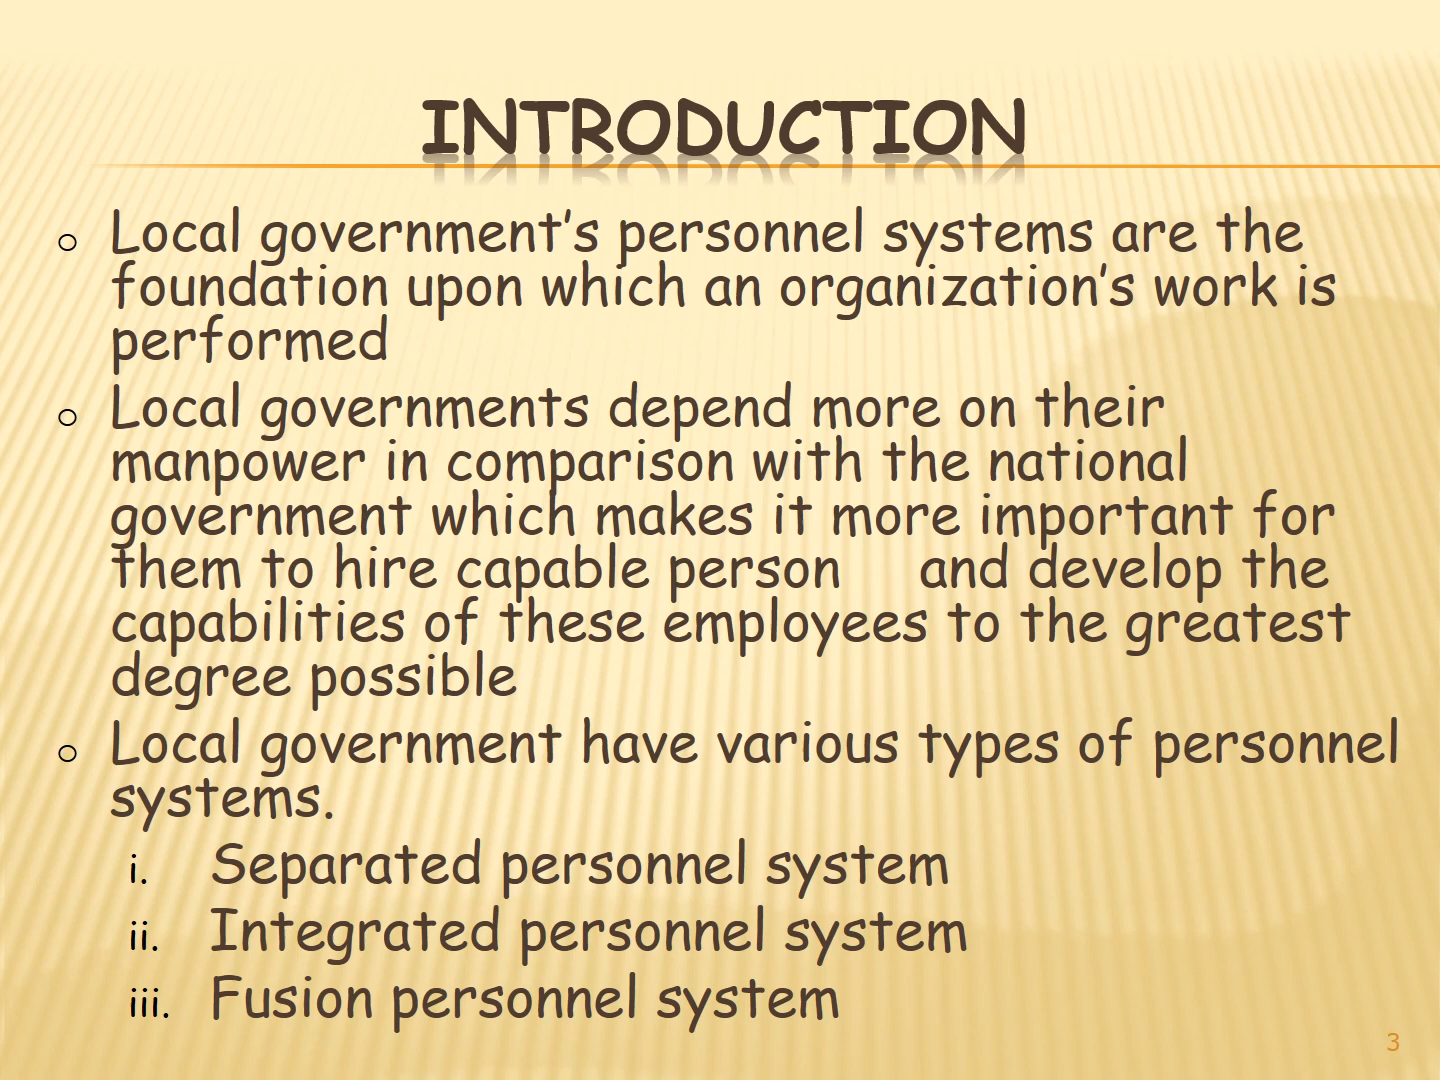 INTRODUCTION
o Local government’s personnel systems are the
foundation upon which an organization’s work is
performed
o Local governments depend more on their
manpower in comparison with the national
government which makes it more important for
them to hire capable person and develop the
capabilities of these employees to the greatest
degree possible
o Local government have various types of personnel
systems.
i. Separated personnel system
ii. Integrated personnel system
iii. Fusion personnel system
3